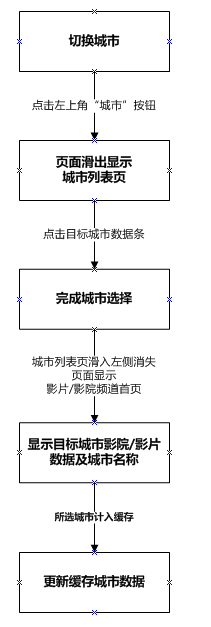 切换城市
点击左上角“城市”按钮
页面滑出显示
城市列表页
点击目标城市数据条
完成城市选择
城市列表页滑入左侧消失
页面显示
影片/影院频道首页
显示目标城市影院/影片
数据及城市名称
所选城市计入缓存
更新缓存城市数据